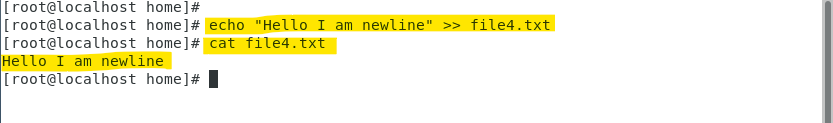 [root@localhost home]#
[root@localhost home]# echo "Hello I am newline" >> file4.txt
[root@localhost home]# cat file4.txt
Hello I am newline
[root@localhost home]#